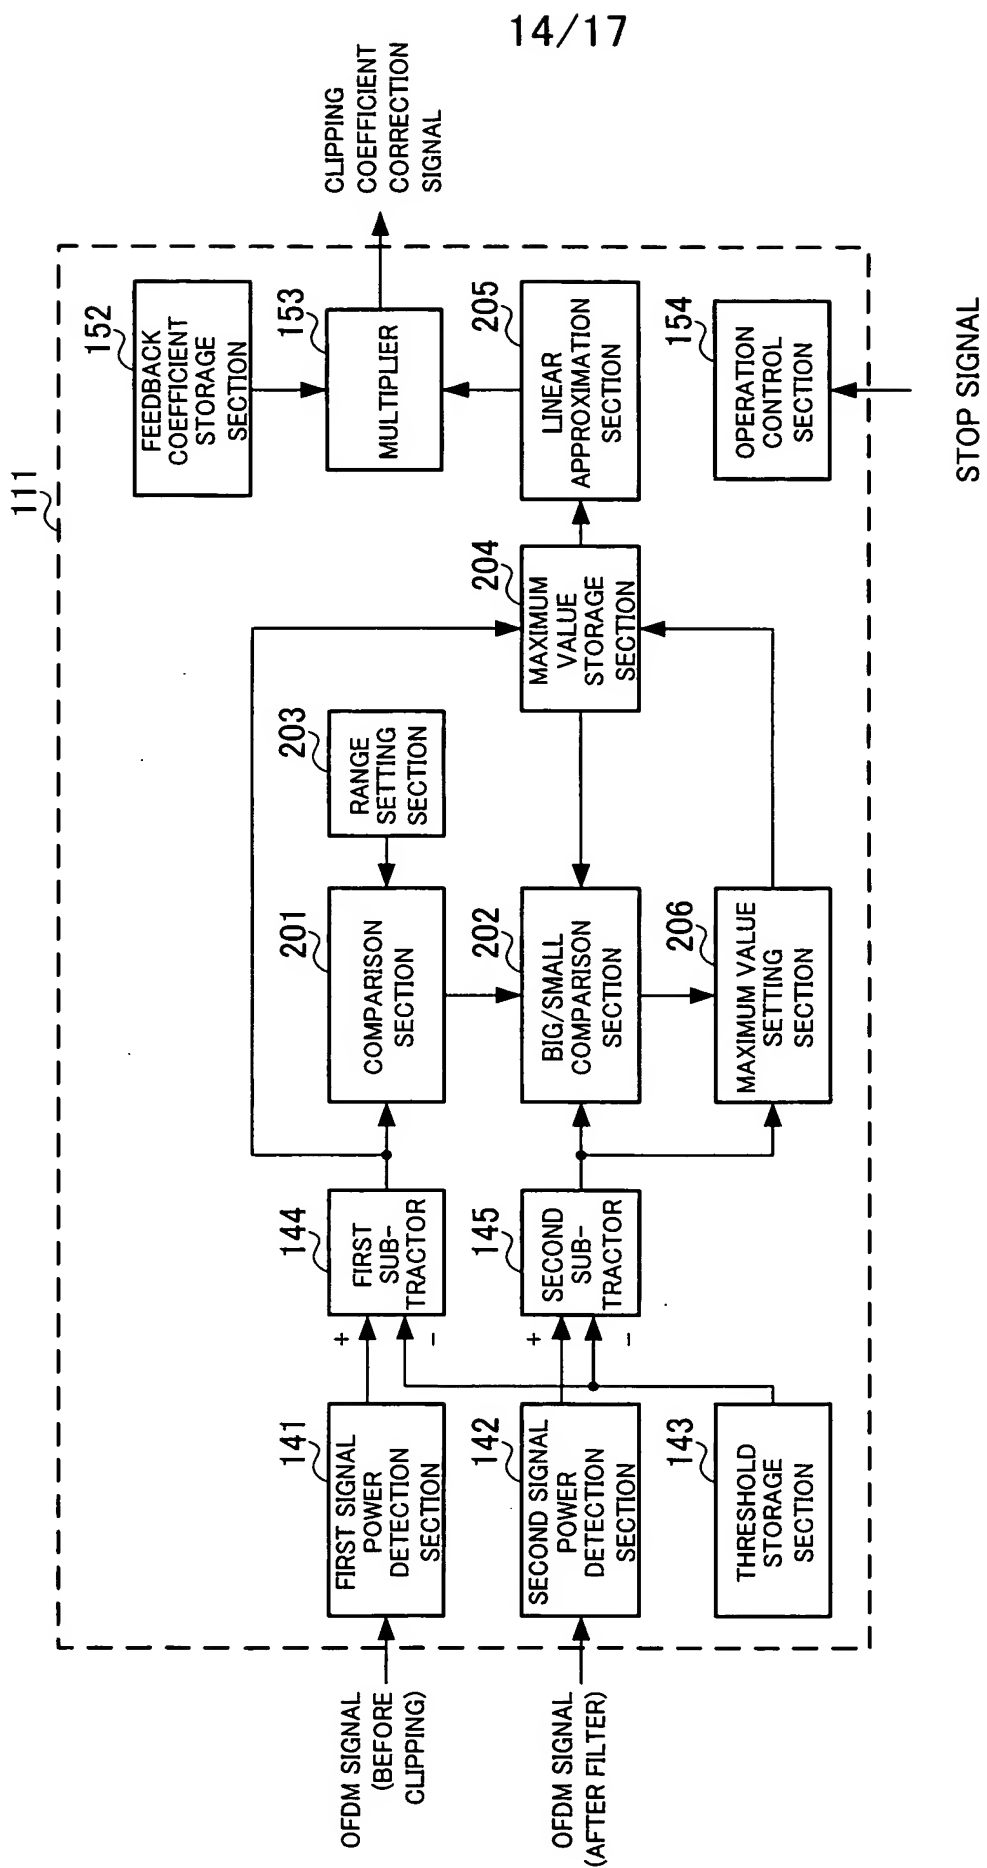 14/17
111
152
FEEDBACK
COEFFICIENT
STORAGE
SECTION
153
MULTIPLIER
CLIPPING
COEFFICIENT
CORRECTION
SIGNAL
205
LINEAR
APPROXIMATION
SECTION
154
OPERATION
CONTROL
SECTION
STOP SIGNAL
204
MAXIMUM
VALUE
STORAGE
SECTION
203
RANGE
SETTING
SECTION
201
COMPARISON
SECTION
202
BIG/SMALL
COMPARISON
SECTION
206
MAXIMUM VALUE
SETTING
SECTION
144
FIRST
SUB-
TRACTOR
+
-
145
SECOND
SUB-
TRACTOR
+
-
141
FIRST SIGNAL
POWER
DETECTION
SECTION
142
SECOND SIGNAL
POWER
DETECTION
SECTION
143
THRESHOLD
STORAGE
SECTION
OFDM SIGNAL
(BEFORE
CLIPPING)
OFDM SIGNAL
(AFTER FILTER)